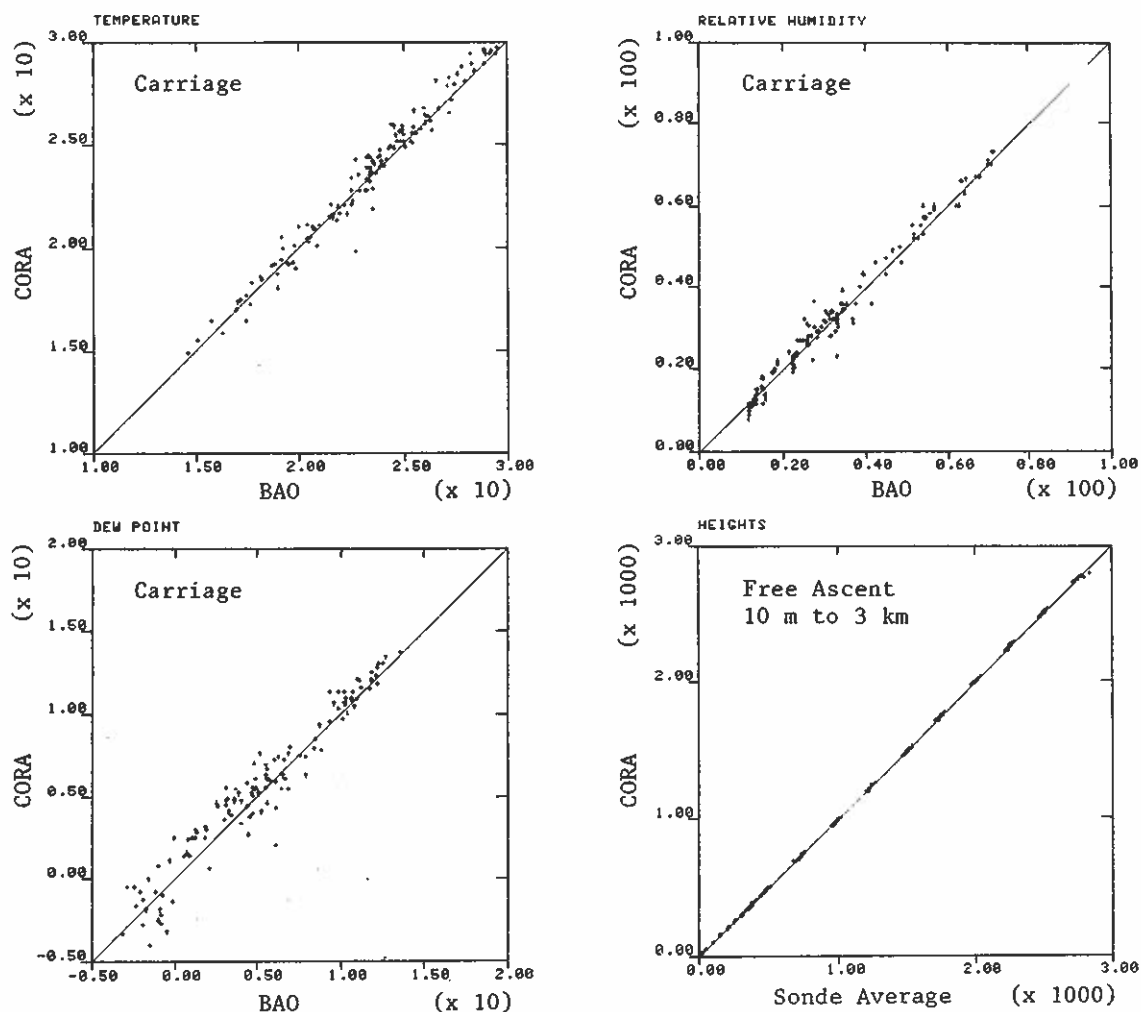 TEMPERATURE
3.00
(x 10)
Carriage
2.50
CORA
2.00
1.50
1.00
1.00 1.50 2.00 2.50 3.00
BAO (x 10)
RELATIVE HUMIDITY
1.00
(x 100)
Carriage
0.80
0.60
CORA
0.40
0.20
0.00
0.00 0.20 0.40 0.60 0.80 1.00
BAO (x 100)
DEW POINT
2.00
(x 10)
Carriage
1.50
1.00
CORA
0.50
0.00
-0.50
-0.50 0.00 0.50 1.00 1.50 2.00
BAO (x 10)
HEIGHTS
3.00
(x 1000)
Free Ascent
10 m to 3 km
2.00
CORA
1.00
0.00
0.00 1.00 2.00 3.00
Sonde Average (x 1000)